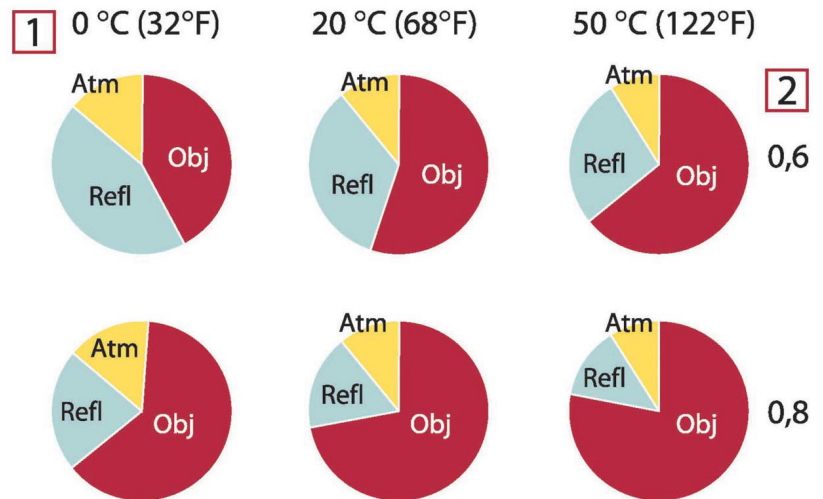 1 0 °C (32°F) 20 °C (68°F) 50 °C (122°F)
2
Atm Obj Refl
Atm Obj Refl
Atm Obj Refl
0,6
Atm Refl Obj
Atm Refl Obj
Atm Refl Obj
0,8